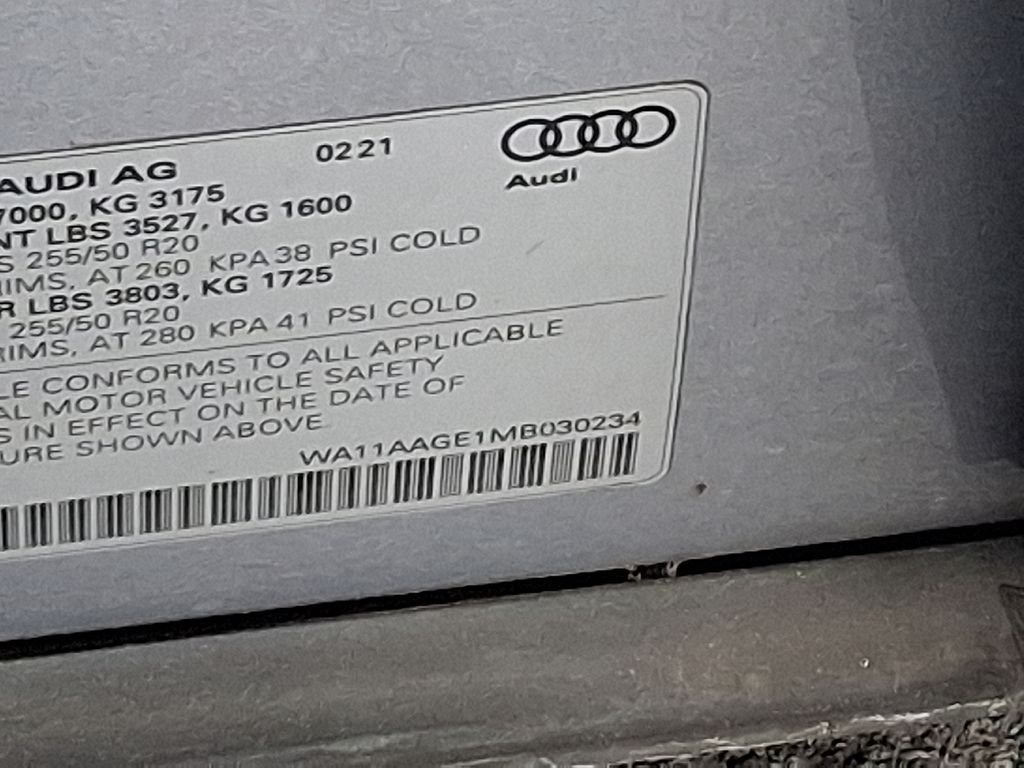 AUDI AG 0221
Audi
7000, KG 3175
NT LBS 3527, KG 1600
S 255/50 R20
IMS, AT 260 KPA 38 PSI COLD
R LBS 3803, KG 1725
255/50 R20
IMS, AT 280 KPA 41 PSI COLD
LE CONFORMS TO ALL APPLICABLE
AL MOTOR VEHICLE SAFETY
S IN EFFECT ON THE DATE OF
URE SHOWN ABOVE
WA11AAGE1MB030234